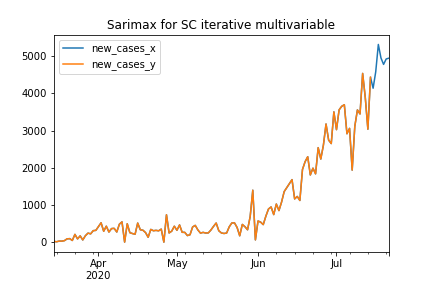 Sarimax for SC iterative multivariable
new_cases_x
new_cases_y
5000
4000
3000
2000
1000
0
Apr
2020
May
Jun
Jul